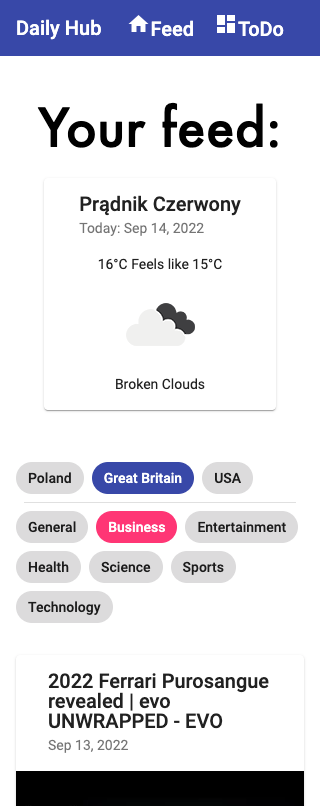 Daily Hub Feed ToDo
Your feed:
Prądnik Czerwony
Today: Sep 14, 2022
16°C Feels like 15°C
Broken Clouds
Poland Great Britain USA
General Business Entertainment
Health Science Sports
Technology
2022 Ferrari Purosangue
revealed | evo
UNWRAPPED - EVO
Sep 13, 2022